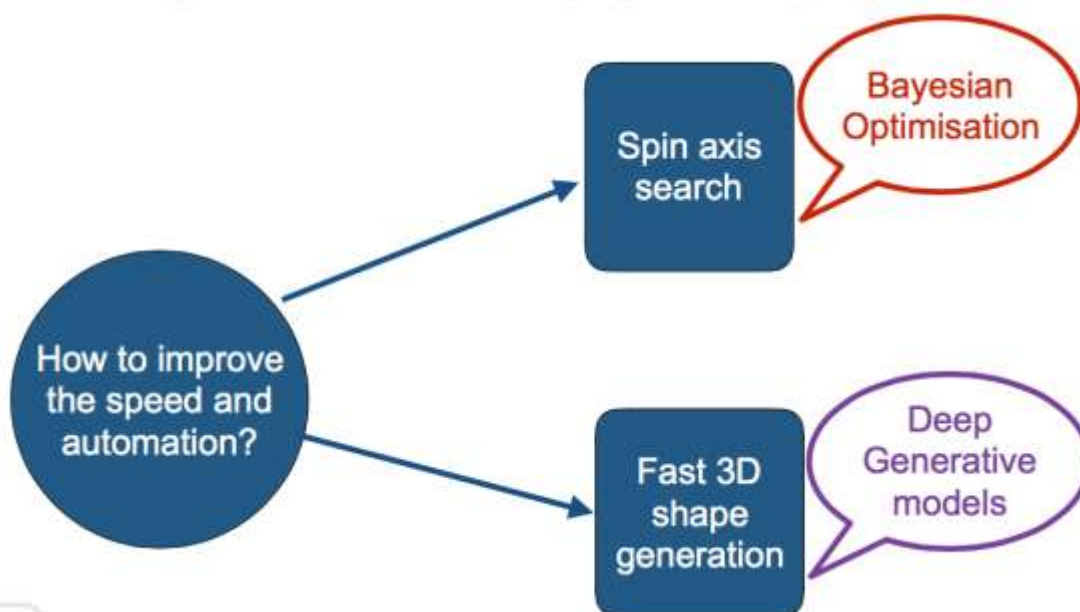 How to improve
the speed and
automation?
Spin axis
search
Bayesian
Optimisation
Fast 3D
shape
generation
Deep
Generative
models